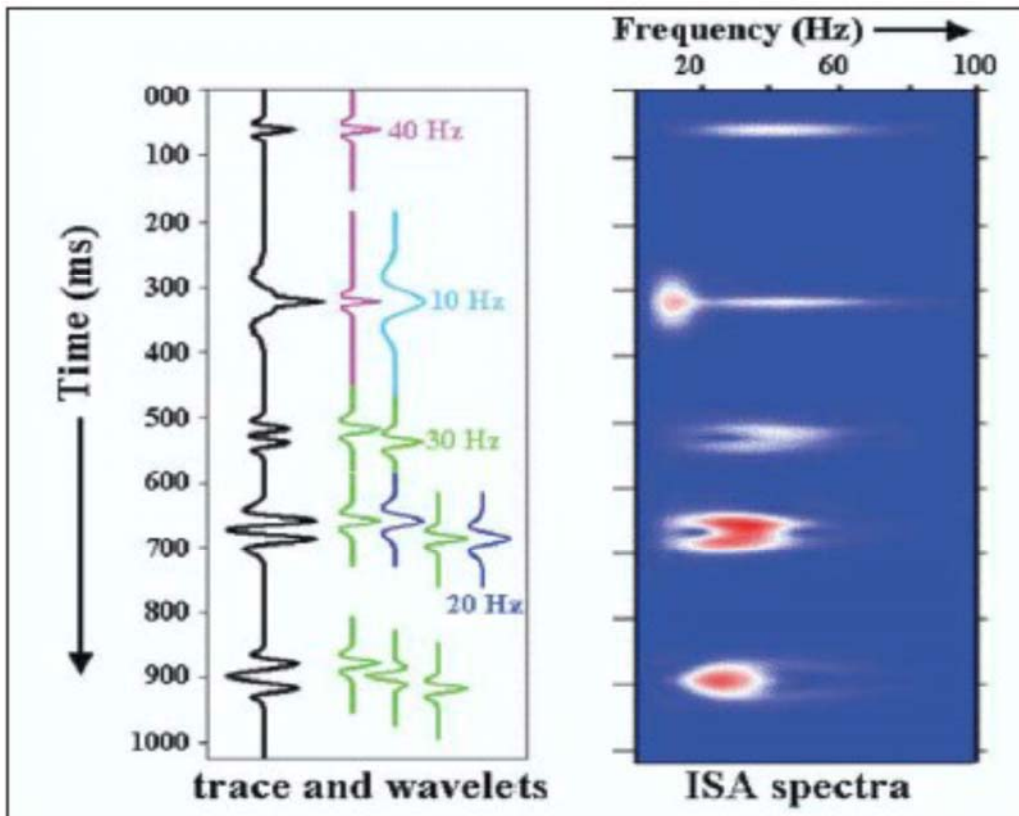 Frequency (Hz)
20 60 100
000
100
200
300
400
500
600
700
800
900
1000
Time (ms)
40 Hz
10 Hz
30 Hz
20 Hz
trace and wavelets
ISA spectra